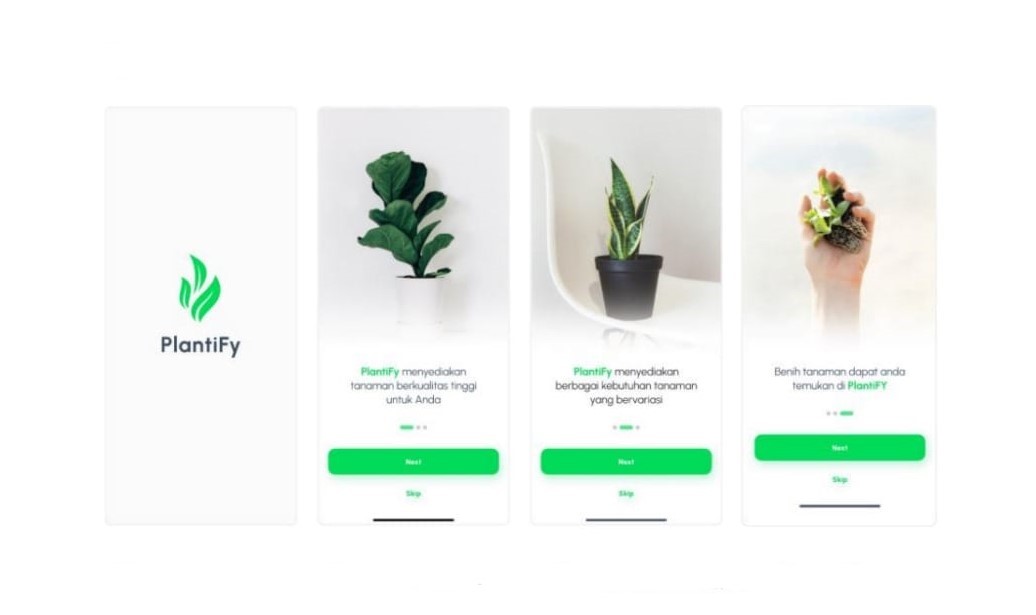 PlantiFy
PlantiFy menyediakan
tanaman berkualitas tinggi
untuk Anda
Next
Skip
PlantiFy menyediakan
berbagai kebutuhan tanaman
yang bervariasi
Next
Skip
Benih tanaman dapat anda
temukan di PlantiFY
Next
Skip